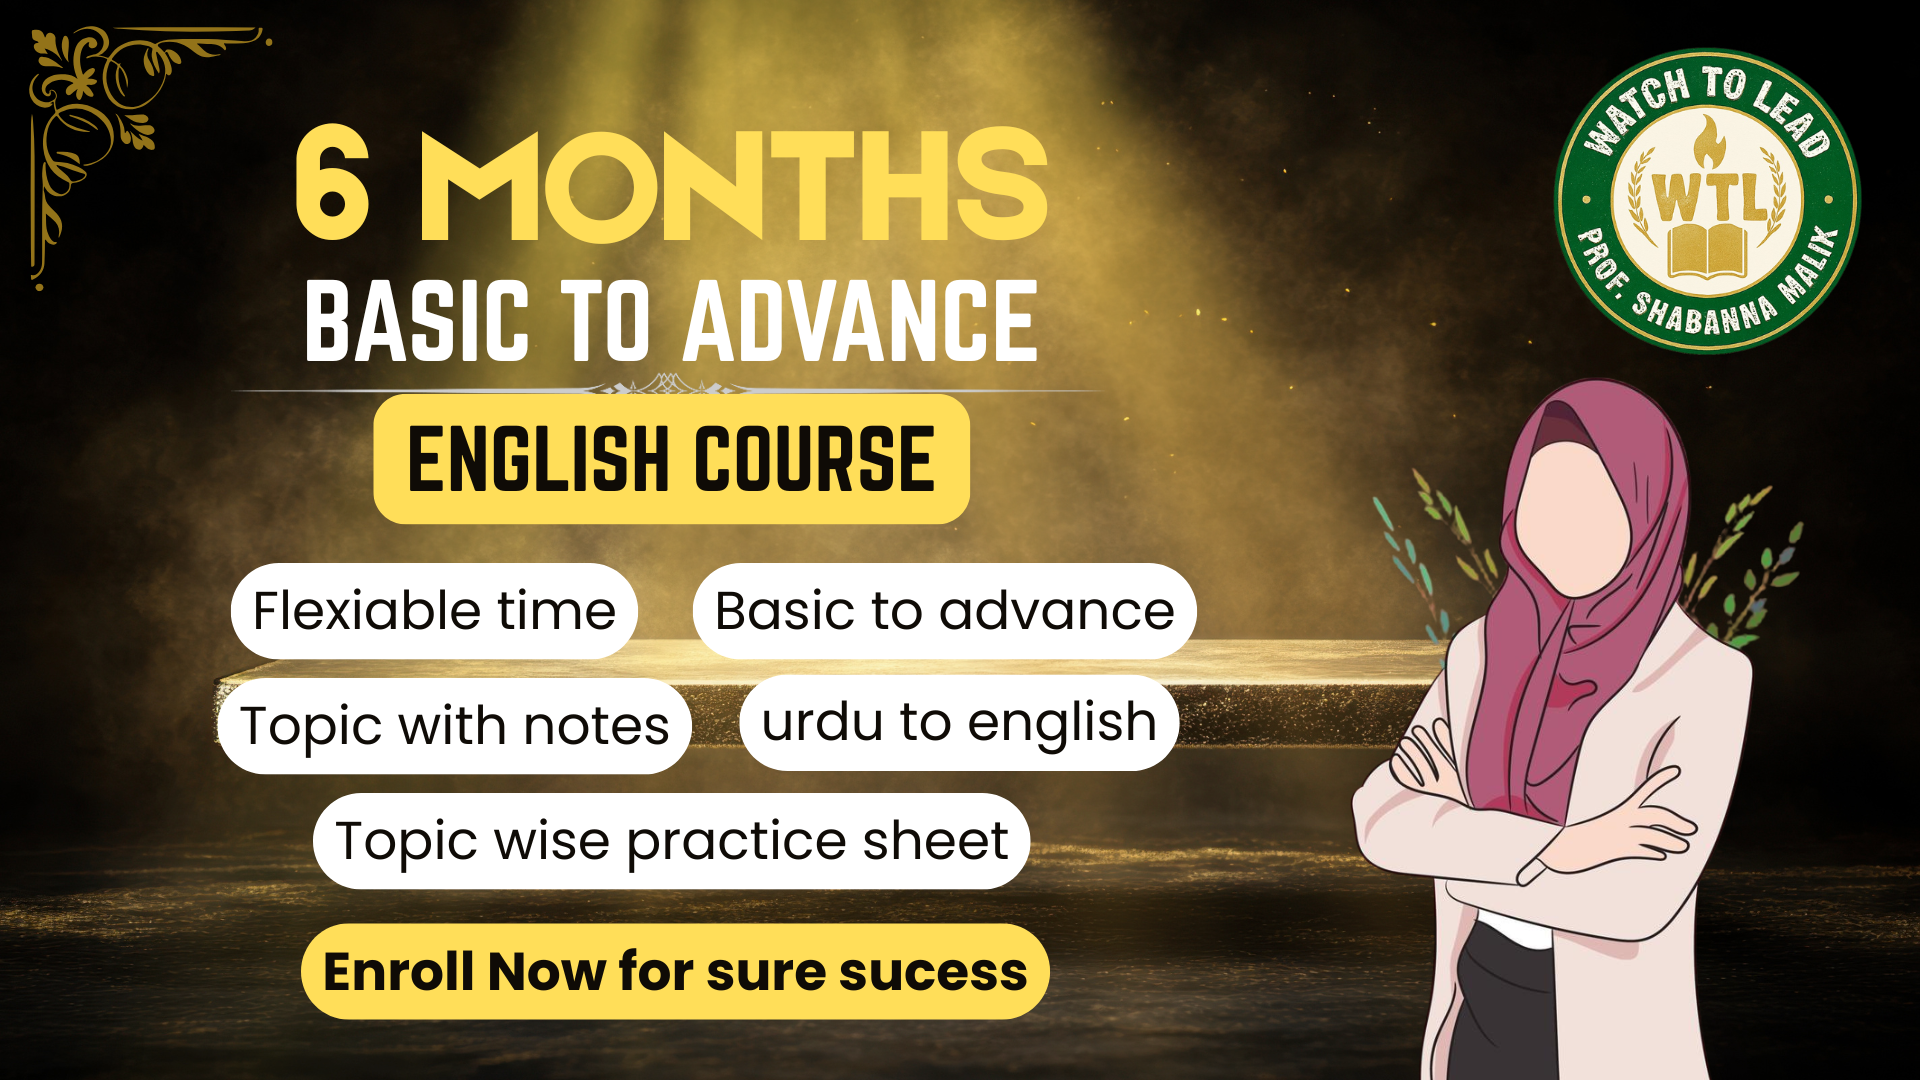 6 MONTHS
BASIC TO ADVANCE
ENGLISH COURSE
Flexiable time
Basic to advance
Topic with notes
urdu to english
Topic wise practice sheet
Enroll Now for sure sucess
WATCH TO LEAD
WTL
PROF. SHABANNA MALIK